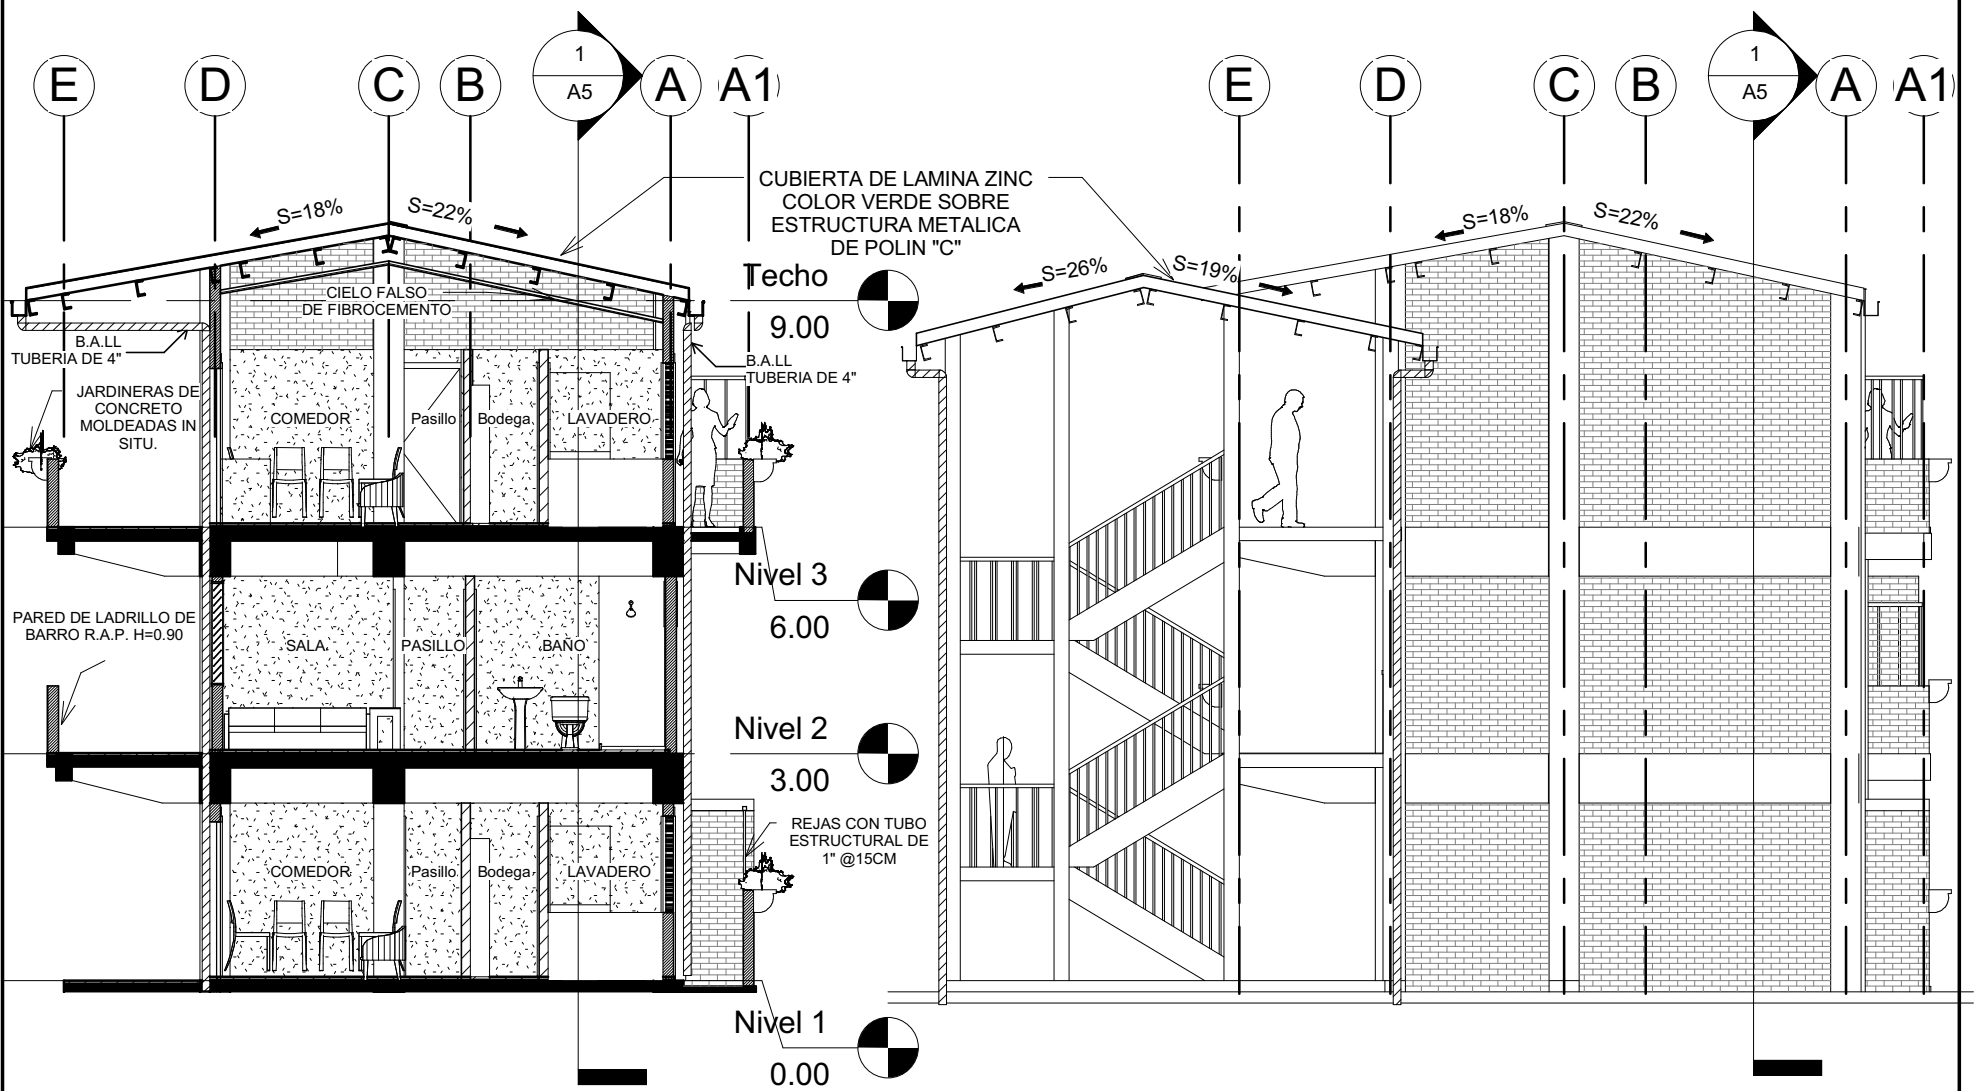 E
D
C
B
1
A5
A
A1
E
D
C
B
1
A5
A
A1
CUBIERTA DE LAMINA ZINC
COLOR VERDE SOBRE
ESTRUCTURA METALICA
DE POLIN "C"
S=18%
S=22%
S=18%
S=22%
S=26%
S=19%
Techo
9.00
CIELO FALSO
DE FIBROCEMENTO
B.A.LL
TUBERIA DE 4"
B.A.LL
TUBERIA DE 4"
JARDINERAS DE
CONCRETO
MOLDEADAS IN
SITU.
COMEDOR
Pasillo
Bodega
LAVADERO
Nivel 3
6.00
PARED DE LADRILLO DE
BARRO R.A.P. H=0.90
SALA
PASILLO
BAÑO
Nivel 2
3.00
REJAS CON TUBO
ESTRUCTURAL DE
1" @15CM
COMEDOR
Pasillo
Bodega
LAVADERO
Nivel 1
0.00